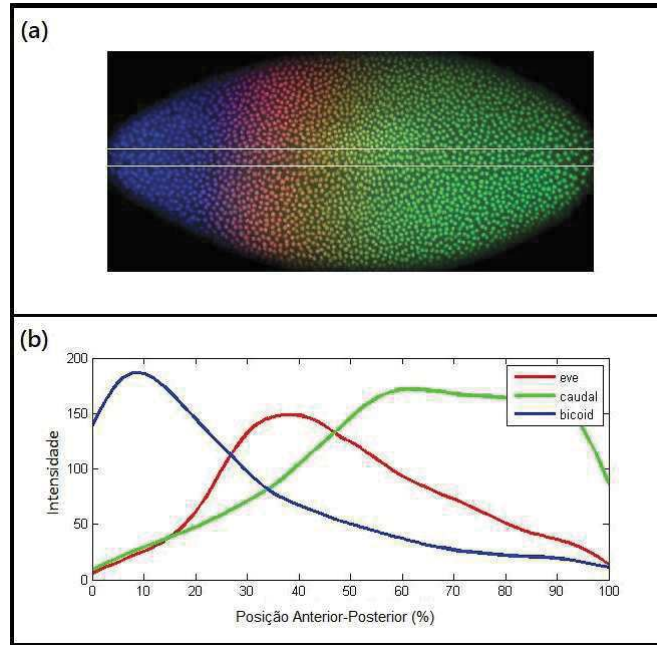 (a)
(b)
200
150
100
50
0
Intensidade
eve
caudal
bicoid
0 10 20 30 40 50 60 70 80 90 100
Posição Anterior-Posterior (%)